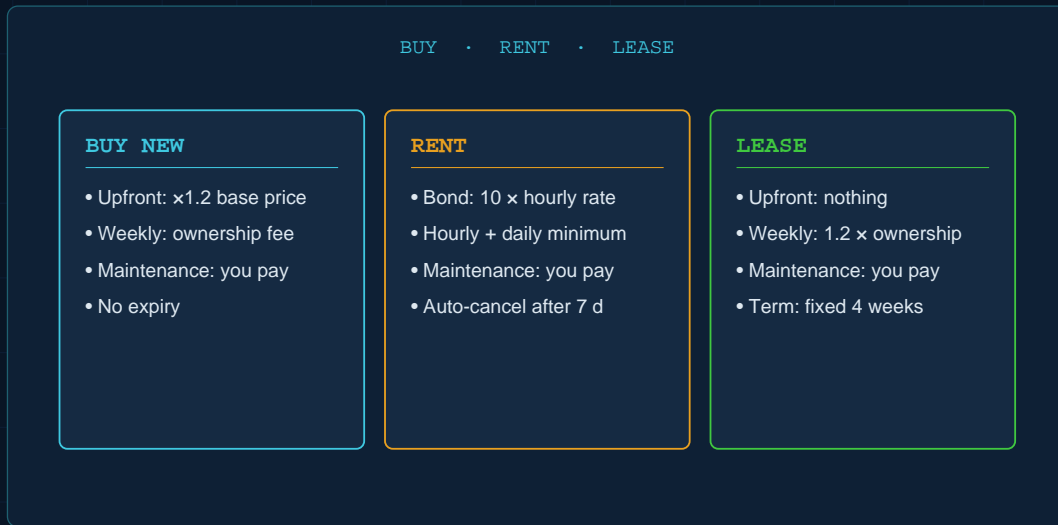 BUY · RENT · LEASE
BUY NEW
• Upfront: ×1.2 base price
• Weekly: ownership fee
• Maintenance: you pay
• No expiry
RENT
• Bond: 10 × hourly rate
• Hourly + daily minimum
• Maintenance: you pay
• Auto-cancel after 7 d
LEASE
• Upfront: nothing
• Weekly: 1.2 × ownership
• Maintenance: you pay
• Term: fixed 4 weeks